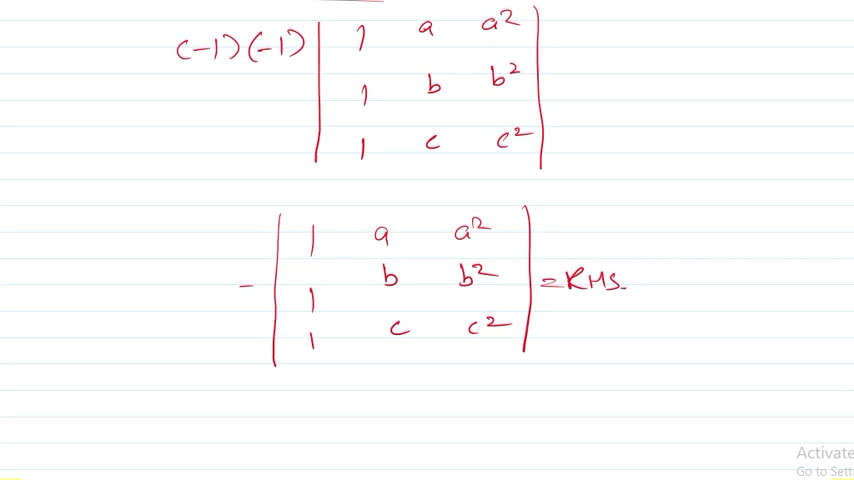 (-1)(-1) | 1 a a² |
| 1 b b² |
| 1 c c² |
- | 1 a a² |
| 1 b b² | = RHS.
| 1 c c² |
Activate
Go to Setti